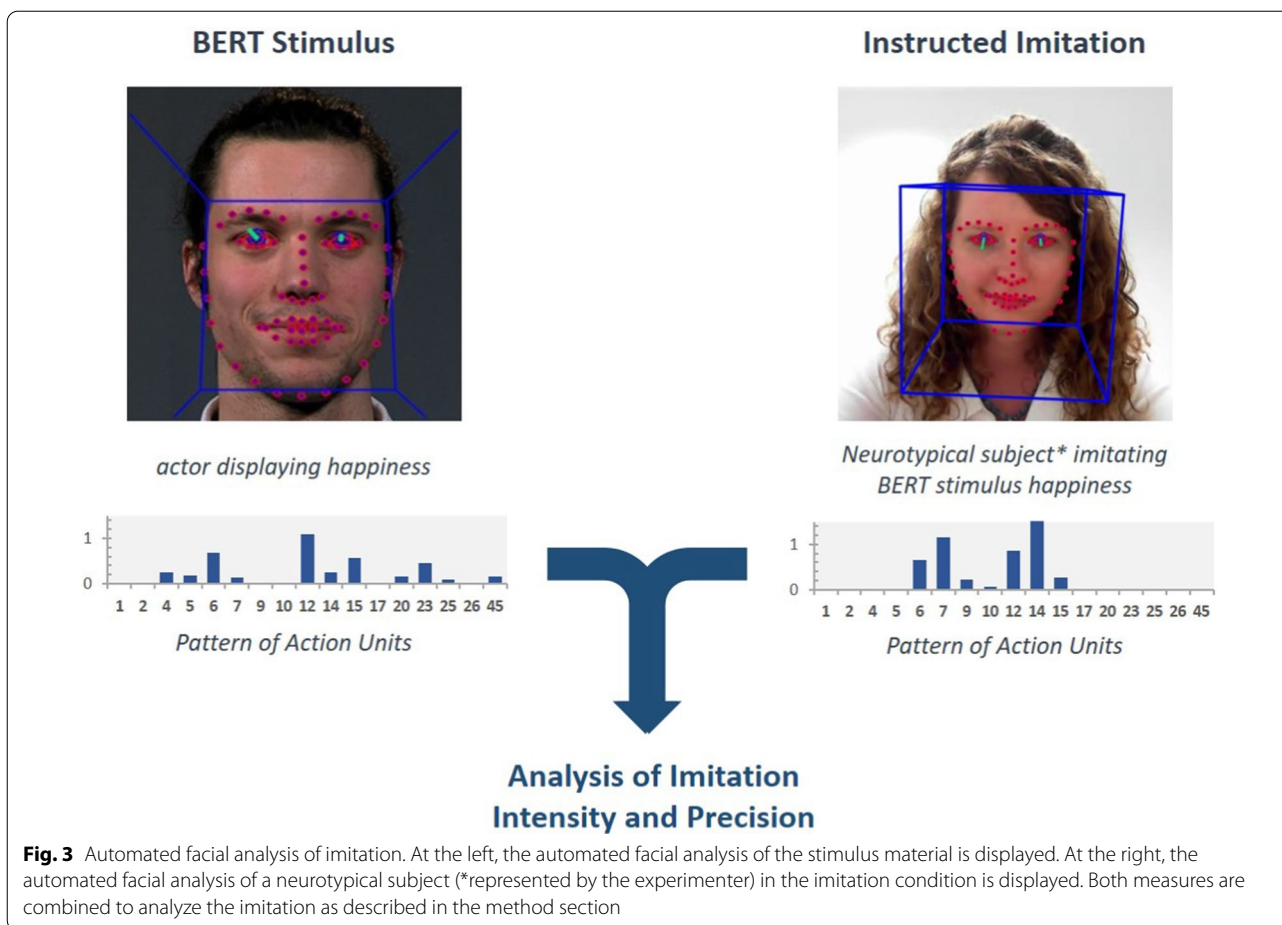 BERT Stimulus
Instructed Imitation
actor displaying happiness
Neurotypical subject* imitating
BERT stimulus happiness
1
0
1 2 4 5 6 7 9 10 12 14 15 17 20 23 25 26 45
Pattern of Action Units
1
0
1 2 4 5 6 7 9 10 12 14 15 17 20 23 25 26 45
Pattern of Action Units
Analysis of Imitation
Intensity and Precision
Fig. 3 Automated facial analysis of imitation. At the left, the automated facial analysis of the stimulus material is displayed. At the right, the
automated facial analysis of a neurotypical subject (*represented by the experimenter) in the imitation condition is displayed. Both measures are
combined to analyze the imitation as described in the method section